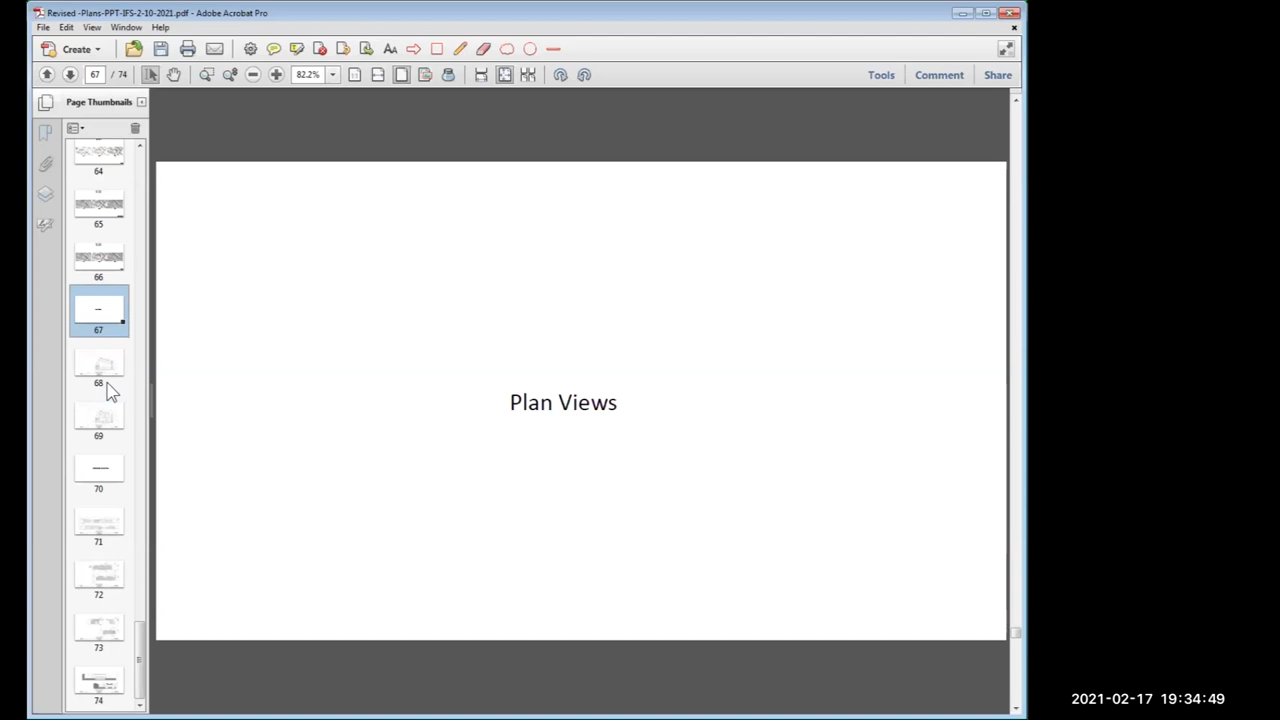 Revised -Plans-PPT-IFS-2-10-2021.pdf - Adobe Acrobat Pro
File Edit View Window Help
Create
67 / 74 82.2% Tools Comment Share
Page Thumbnails
64
65
66
67
68
69
70
71
72
73
74
Plan Views
2021-02-17 19:34:49